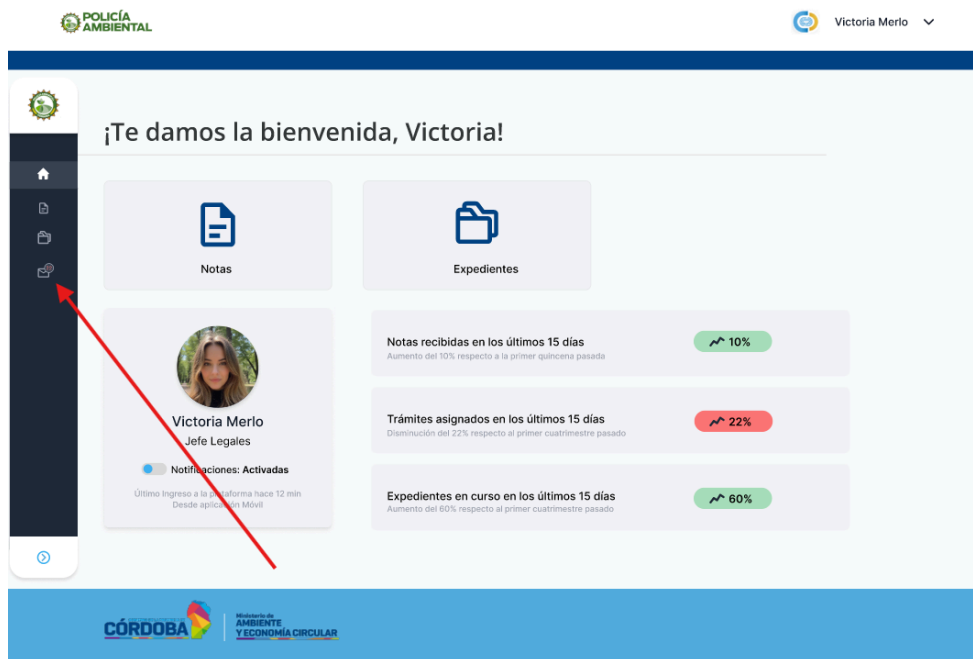 POLICÍA
AMBIENTAL
Victoria Merlo
¡Te damos la bienvenida, Victoria!
Notas
Expedientes
Victoria Merlo
Jefe Legales
Notificaciones: Activadas
Último Ingreso a la plataforma hace 12 min
Desde aplicación Móvil
Notas recibidas en los últimos 15 días
Aumento del 10% respecto a la primer quincena pasada
10%
Trámites asignados en los últimos 15 días
Disminución del 22% respecto al primer cuatrimestre pasado
22%
Expedientes en curso en los últimos 15 días
Aumento del 60% respecto al primer cuatrimestre pasado
60%
CÓRDOBA
Ministerio de
AMBIENTE
Y ECONOMÍA CIRCULAR